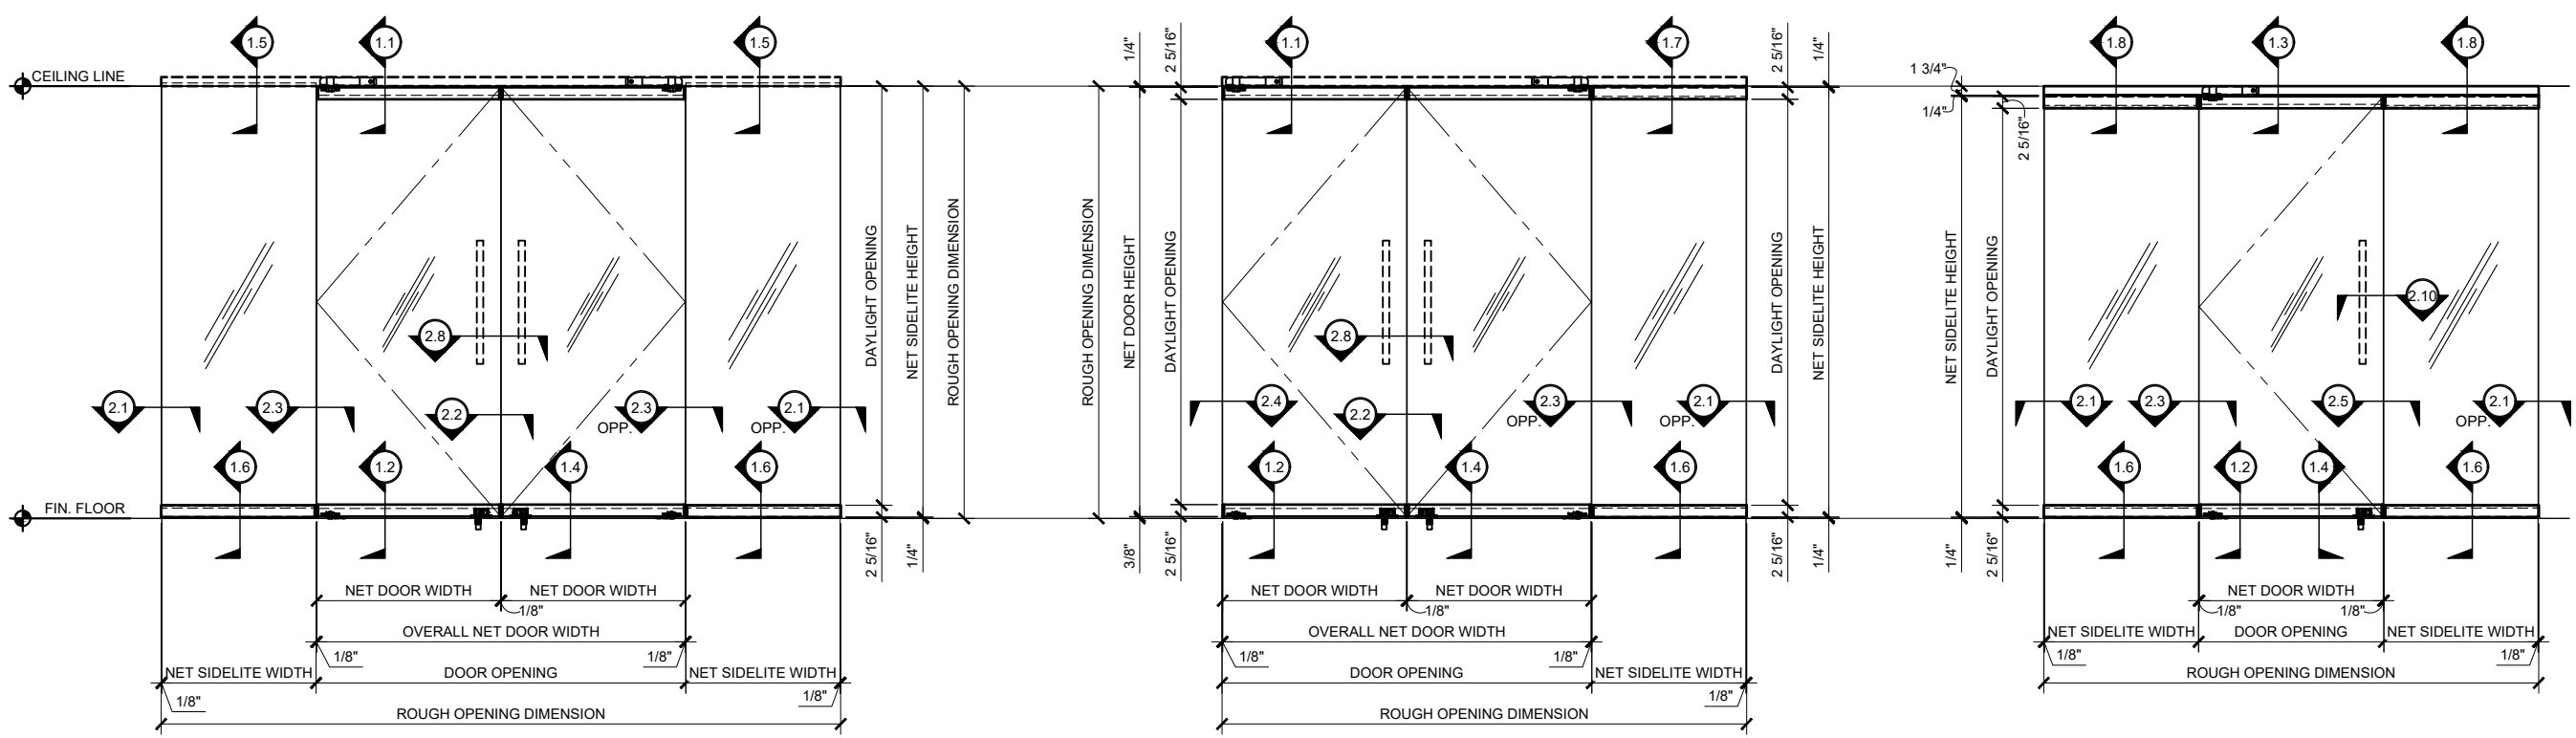 1.5
1.1
1.5
CEILING LINE
DAYLIGHT OPENING
NET SIDELITE HEIGHT
ROUGH OPENING DIMENSION
2.8
2.1
2.3
2.2
2.3
OPP.
2.1
OPP.
1.6
1.2
1.4
1.6
FIN. FLOOR
2 5/16"
1/4"
NET DOOR WIDTH
NET DOOR WIDTH
1/8"
OVERALL NET DOOR WIDTH
1/8"
1/8"
NET SIDELITE WIDTH
DOOR OPENING
NET SIDELITE WIDTH
1/8"
1/8"
ROUGH OPENING DIMENSION
1/4"
2 5/16"
1.1
1.7
2 5/16"
1/4"
ROUGH OPENING DIMENSION
NET DOOR HEIGHT
DAYLIGHT OPENING
DAYLIGHT OPENING
NET SIDELITE HEIGHT
2.8
2.4
2.2
2.3
OPP.
2.1
OPP.
1.2
1.4
1.6
3/8"
2 5/16"
2 5/16"
1/4"
NET DOOR WIDTH
NET DOOR WIDTH
1/8"
OVERALL NET DOOR WIDTH
1/8"
1/8"
DOOR OPENING
NET SIDELITE WIDTH
1/8"
ROUGH OPENING DIMENSION
1.8
1.3
1.8
1 3/4"
1/4"
2 5/16"
NET SIDELITE HEIGHT
DAYLIGHT OPENING
2.10
2.1
2.3
2.5
2.1
OPP.
1.6
1.2
1.4
1.6
1/4"
2 5/16"
NET DOOR WIDTH
1/8"
1/8"
NET SIDELITE WIDTH
DOOR OPENING
NET SIDELITE WIDTH
1/8"
1/8"
ROUGH OPENING DIMENSION